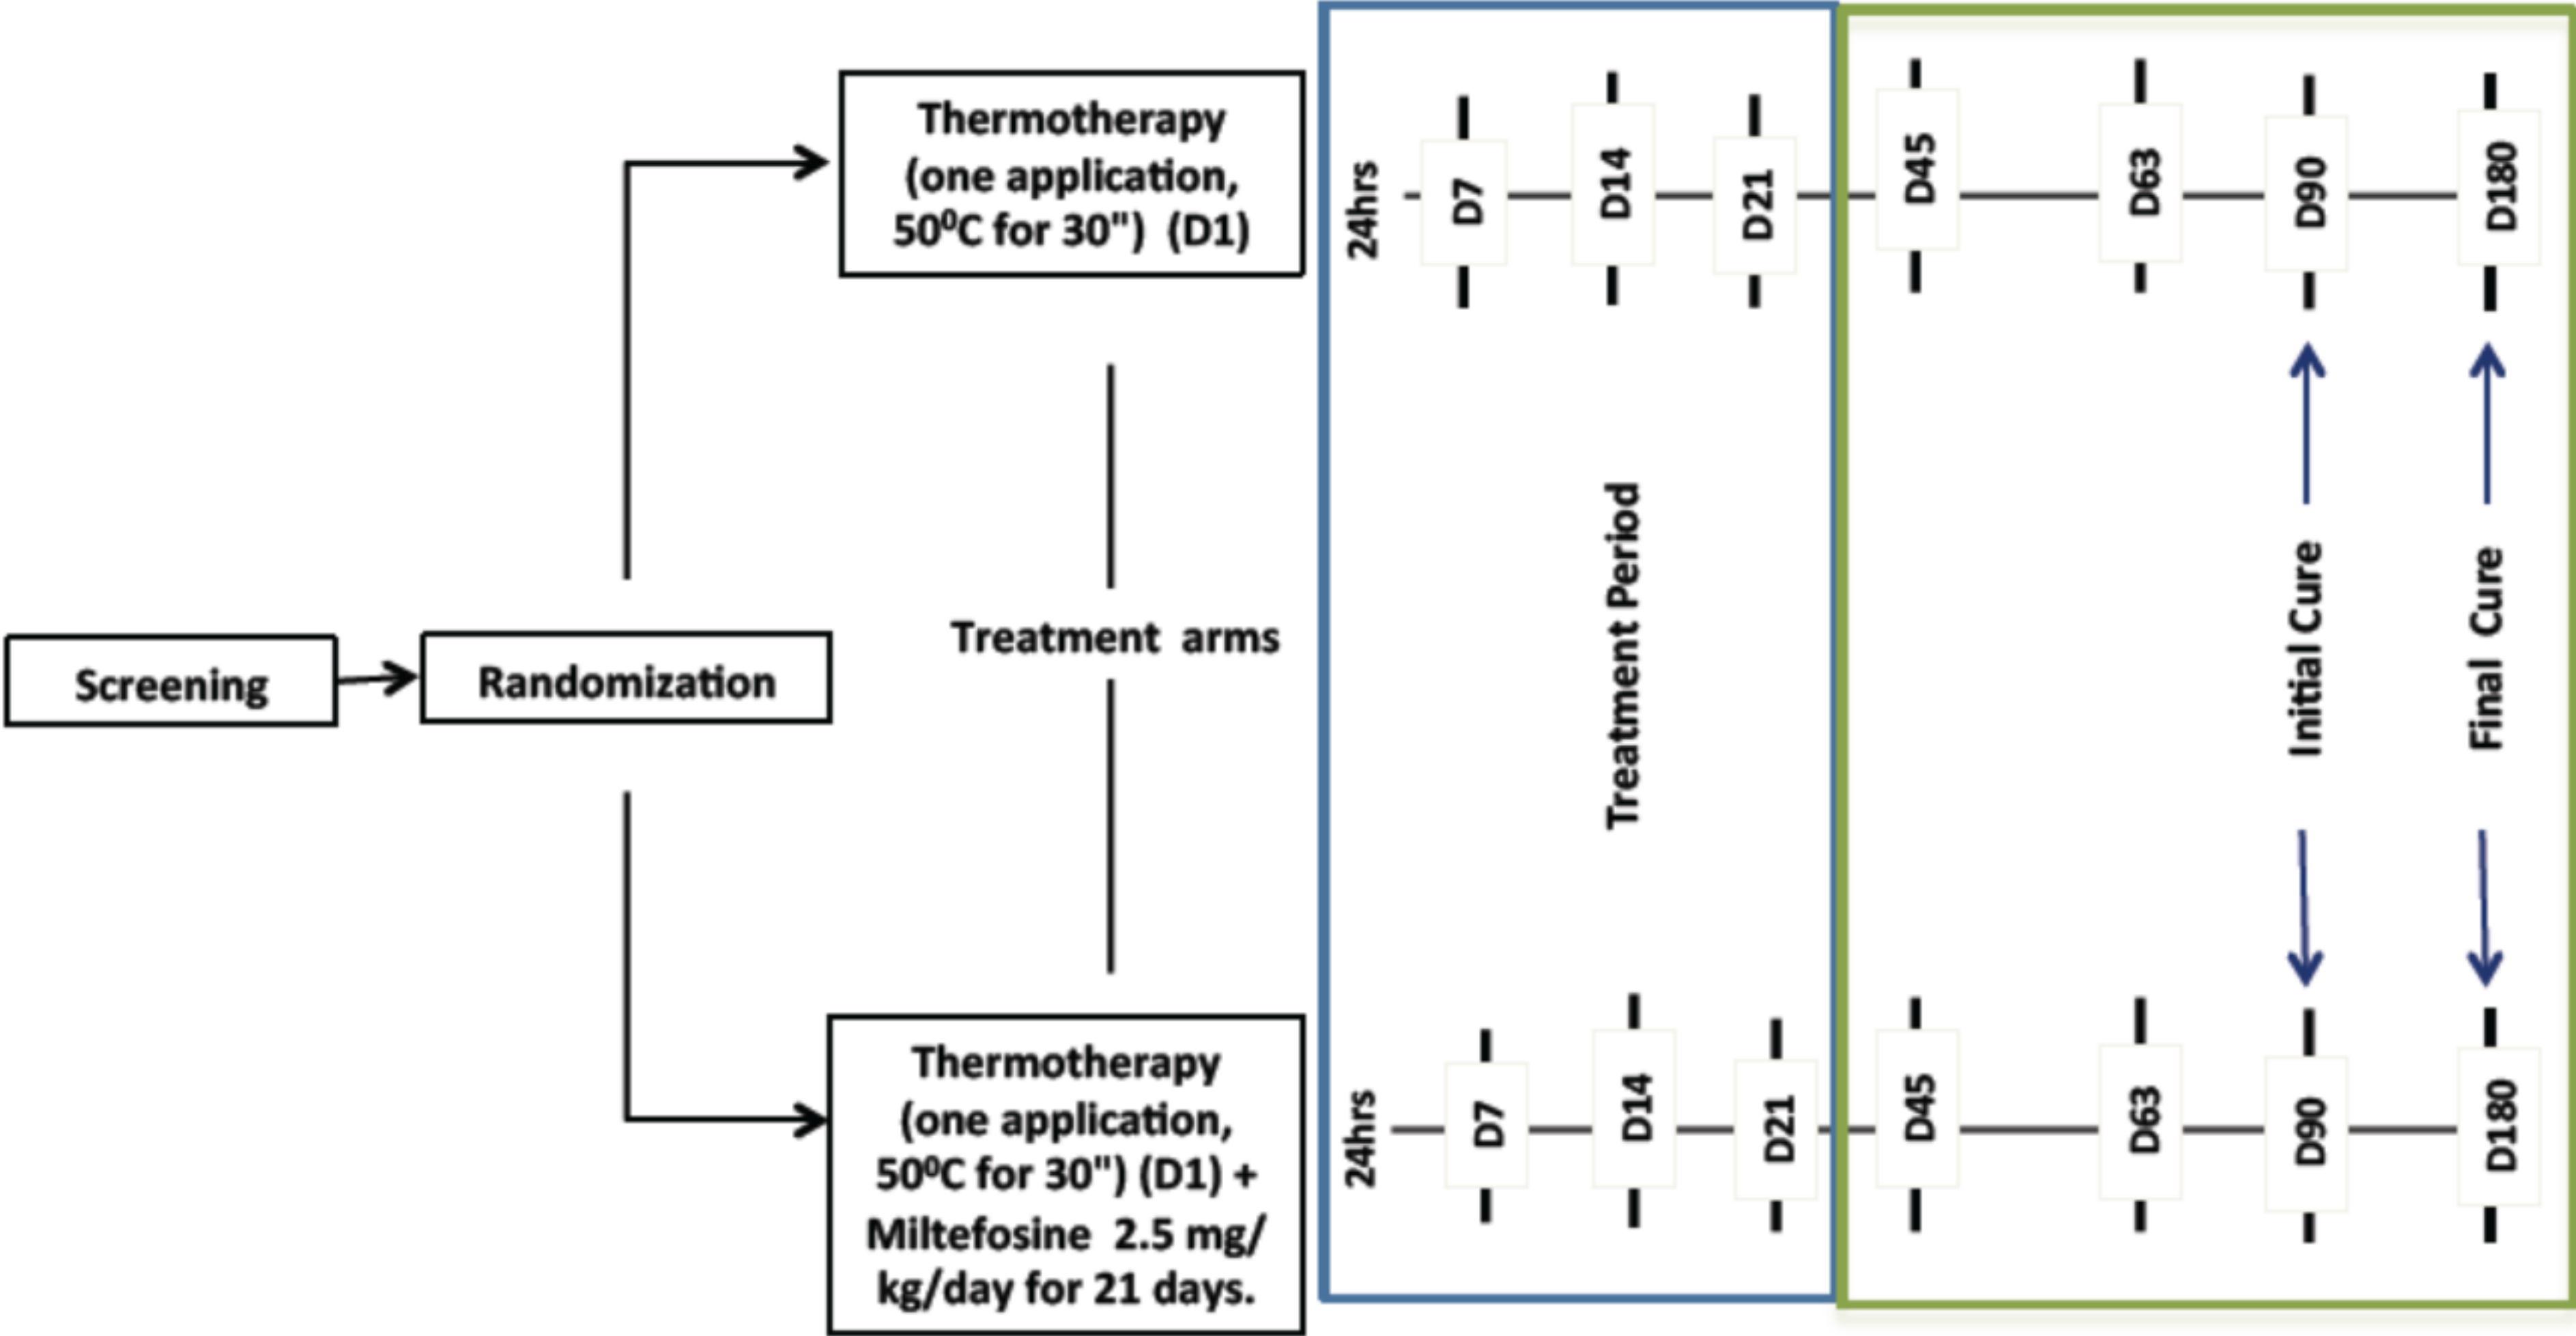 Screening
Randomization
Thermotherapy
(one application,
50⁰C for 30") (D1)
Treatment arms
Thermotherapy
(one application,
50⁰C for 30") (D1) +
Miltefosine 2.5 mg/
kg/day for 21 days.
24hrs
D7
D14
D21
D45
D63
D90
D180
Treatment Period
Initial Cure
Final Cure
24hrs
D7
D14
D21
D45
D63
D90
D180